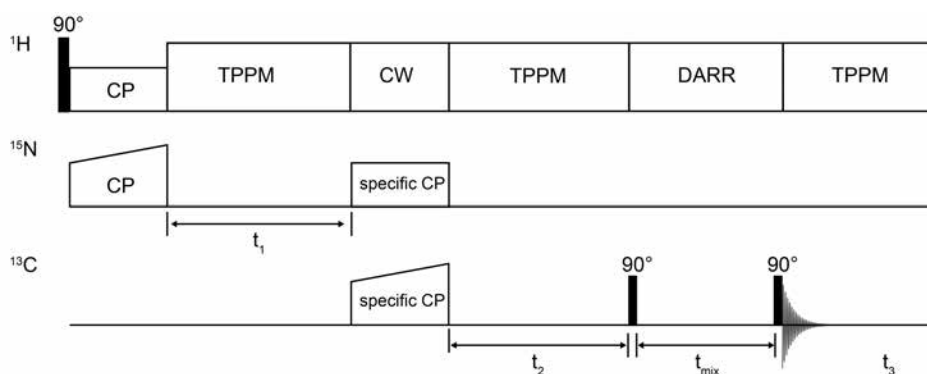 90°
¹H
CP
TPPM
CW
TPPM
DARR
TPPM
¹⁵N
CP
specific CP
t₁
¹³C
specific CP
90°
90°
t₂
t_mix
t₃